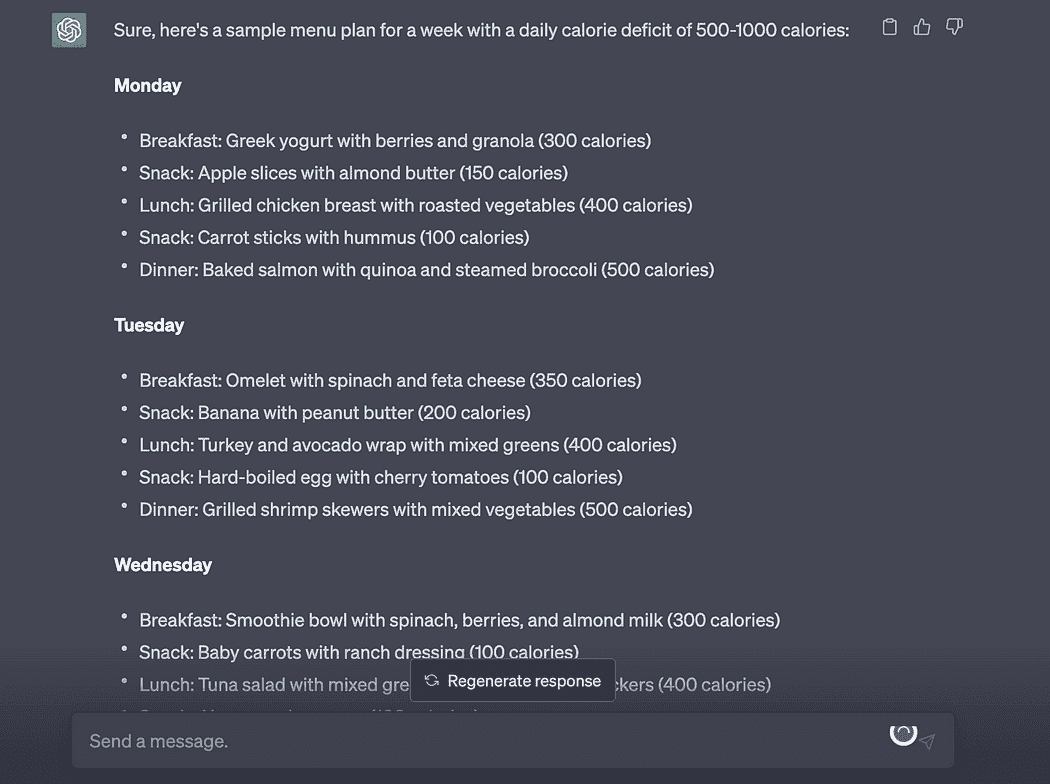 Sure, here's a sample menu plan for a week with a daily calorie deficit of 500-1000 calories:
Monday
Breakfast: Greek yogurt with berries and granola (300 calories)
Snack: Apple slices with almond butter (150 calories)
Lunch: Grilled chicken breast with roasted vegetables (400 calories)
Snack: Carrot sticks with hummus (100 calories)
Dinner: Baked salmon with quinoa and steamed broccoli (500 calories)
Tuesday
Breakfast: Omelet with spinach and feta cheese (350 calories)
Snack: Banana with peanut butter (200 calories)
Lunch: Turkey and avocado wrap with mixed greens (400 calories)
Snack: Hard-boiled egg with cherry tomatoes (100 calories)
Dinner: Grilled shrimp skewers with mixed vegetables (500 calories)
Wednesday
Breakfast: Smoothie bowl with spinach, berries, and almond milk (300 calories)
Snack: Baby carrots with ranch dressing (100 calories)
Lunch: Tuna salad with mixed (400 calories)
Regenerate response
Send a message.